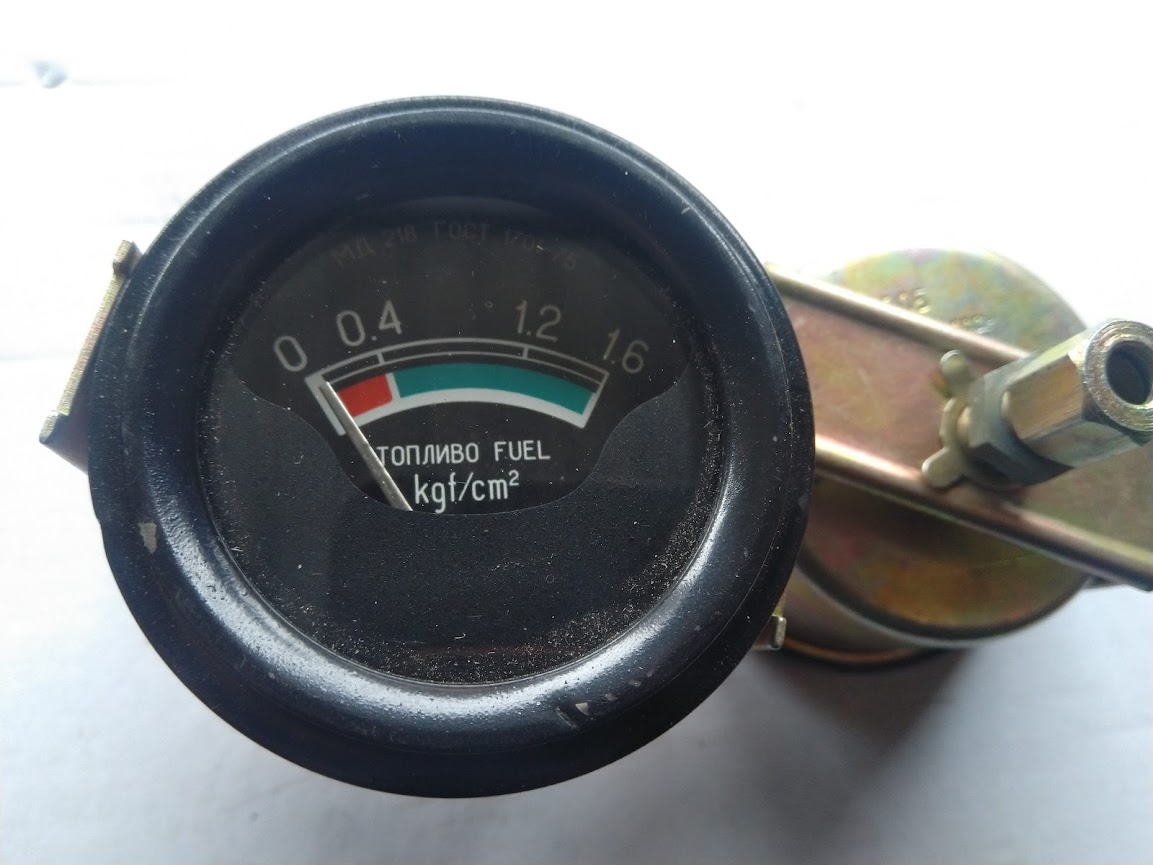 МД 218 ГОСТ
0 0.4 1.2 1.6
ТОПЛИВО FUEL
kgf/cm²